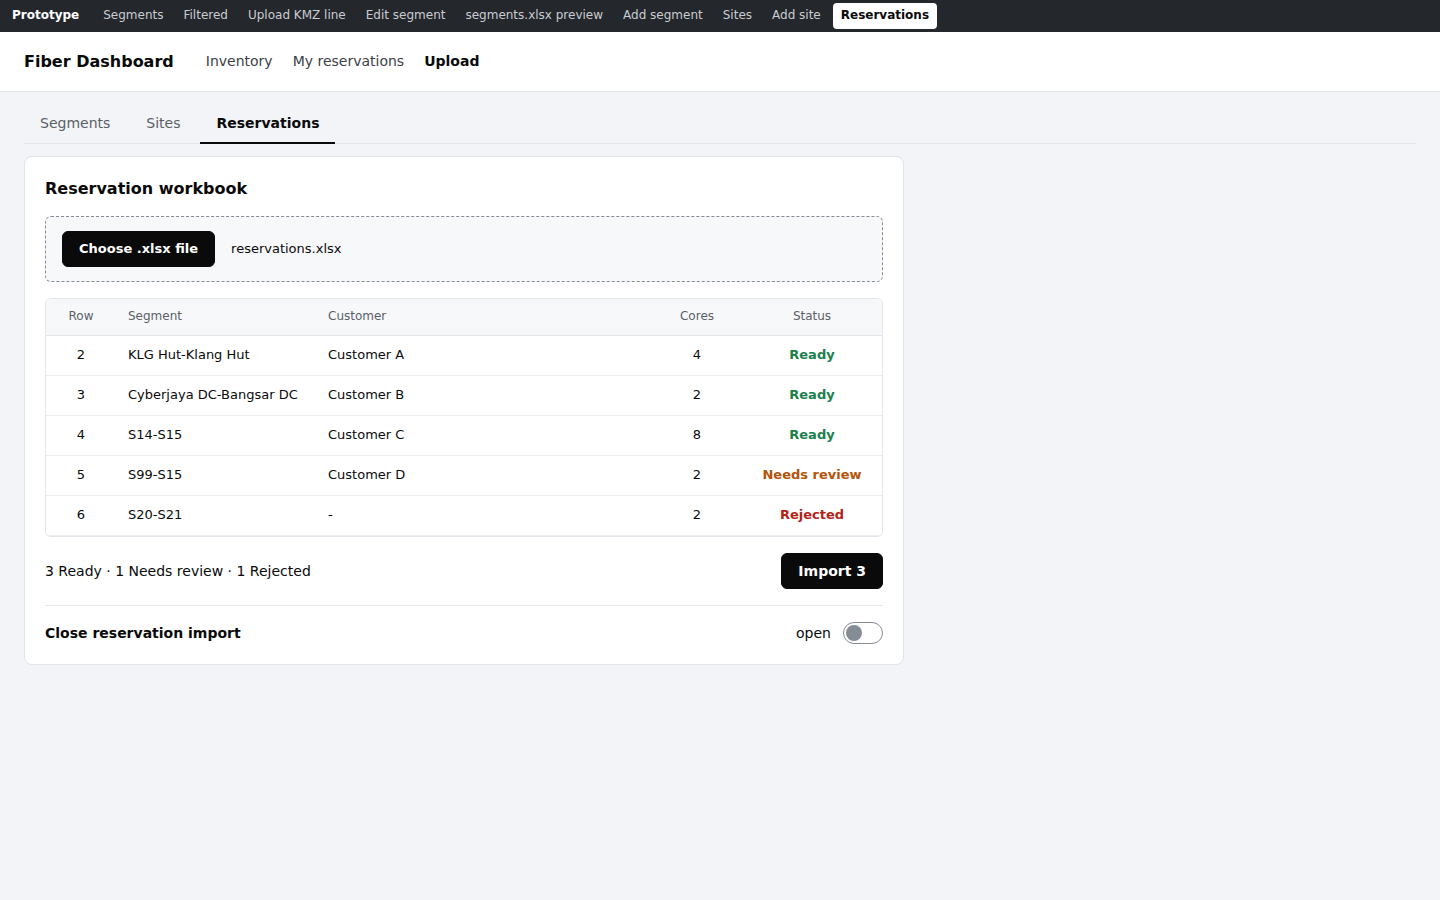 Prototype Segments Filtered Upload KMZ line Edit segment segments.xlsx preview Add segment Sites Add site Reservations
Fiber Dashboard Inventory My reservations Upload
Segments Sites Reservations
Reservation workbook
Choose .xlsx file reservations.xlsx
Row Segment Customer Cores Status
2 KLG Hut-Klang Hut Customer A 4 Ready
3 Cyberjaya DC-Bangsar DC Customer B 2 Ready
4 S14-S15 Customer C 8 Ready
5 S99-S15 Customer D 2 Needs review
6 S20-S21 - 2 Rejected
3 Ready · 1 Needs review · 1 Rejected Import 3
Close reservation import open